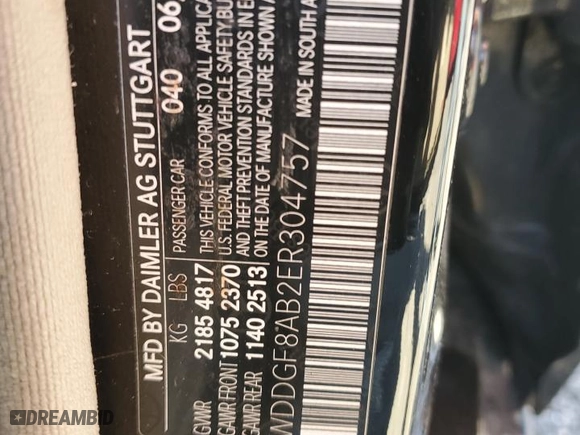 MFD BY DAIMLER AG STUTTGART
PASSENGER CAR 040 06
KG LBS
GVWR 2185 4817
GAWR FRONT 1075 2370
GAWR REAR 1140 2513
THIS VEHICLE CONFORMS TO ALL
U.S. FEDERAL MOTOR VEHICLE SAFETY,
AND THEFT PREVENTION STANDARDS IN
ON THE DATE OF MANUFACTURE SHOWN
MADE IN SOUTH
WDDGF8AB2ER304757
DREAMBID